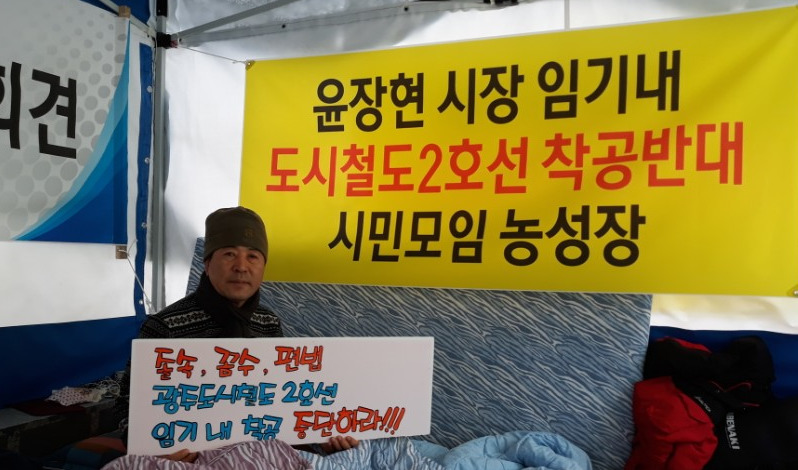 회견
윤장현 시장 임기내
도시철도2호선 착공반대
시민모임 농성장
졸속, 꼴수, 편법
광주도시철도 2호선
임기 내 착공 중단하라!!!